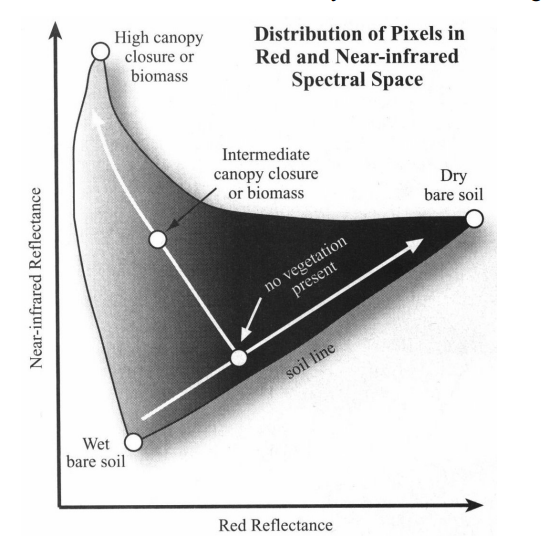 Distribution of Pixels in
Red and Near-infrared
Spectral Space
High canopy
closure or
biomass
Intermediate
canopy closure
or biomass
Dry
bare soil
no vegetation
present
soil line
Wet
bare soil
Near-infrared Reflectance
Red Reflectance